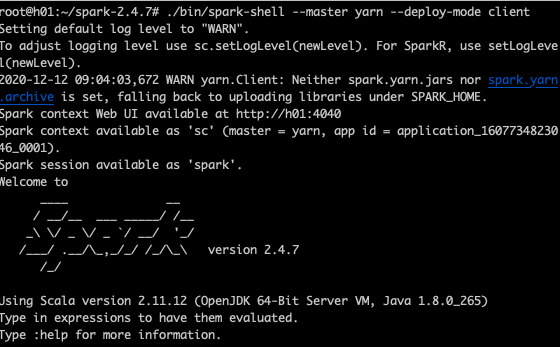 root@h01:~/spark-2.4.7# ./bin/spark-shell --master yarn --deploy-mode client
Setting default log level to "WARN".
To adjust logging level use sc.setLogLevel(newLevel). For SparkR, use setLogLeve
l(newLevel).
2020-12-12 09:04:03,672 WARN yarn.Client: Neither spark.yarn.jars nor spark.yarn
.archive is set, falling back to uploading libraries under SPARK_HOME.
Spark context Web UI available at http://h01:4040
Spark context available as 'sc' (master = yarn, app id = application_16077348230
46_0001).
Spark session available as 'spark'.
Welcome to
      ____              __
     / __/__  ___ _____/ /__
    _\ \/ _ \/ _ `/ __/  '_/
   /___/ .__/\_,_/_/ /_/\_\   version 2.4.7
      /_/
Using Scala version 2.11.12 (OpenJDK 64-Bit Server VM, Java 1.8.0_265)
Type in expressions to have them evaluated.
Type :help for more information.